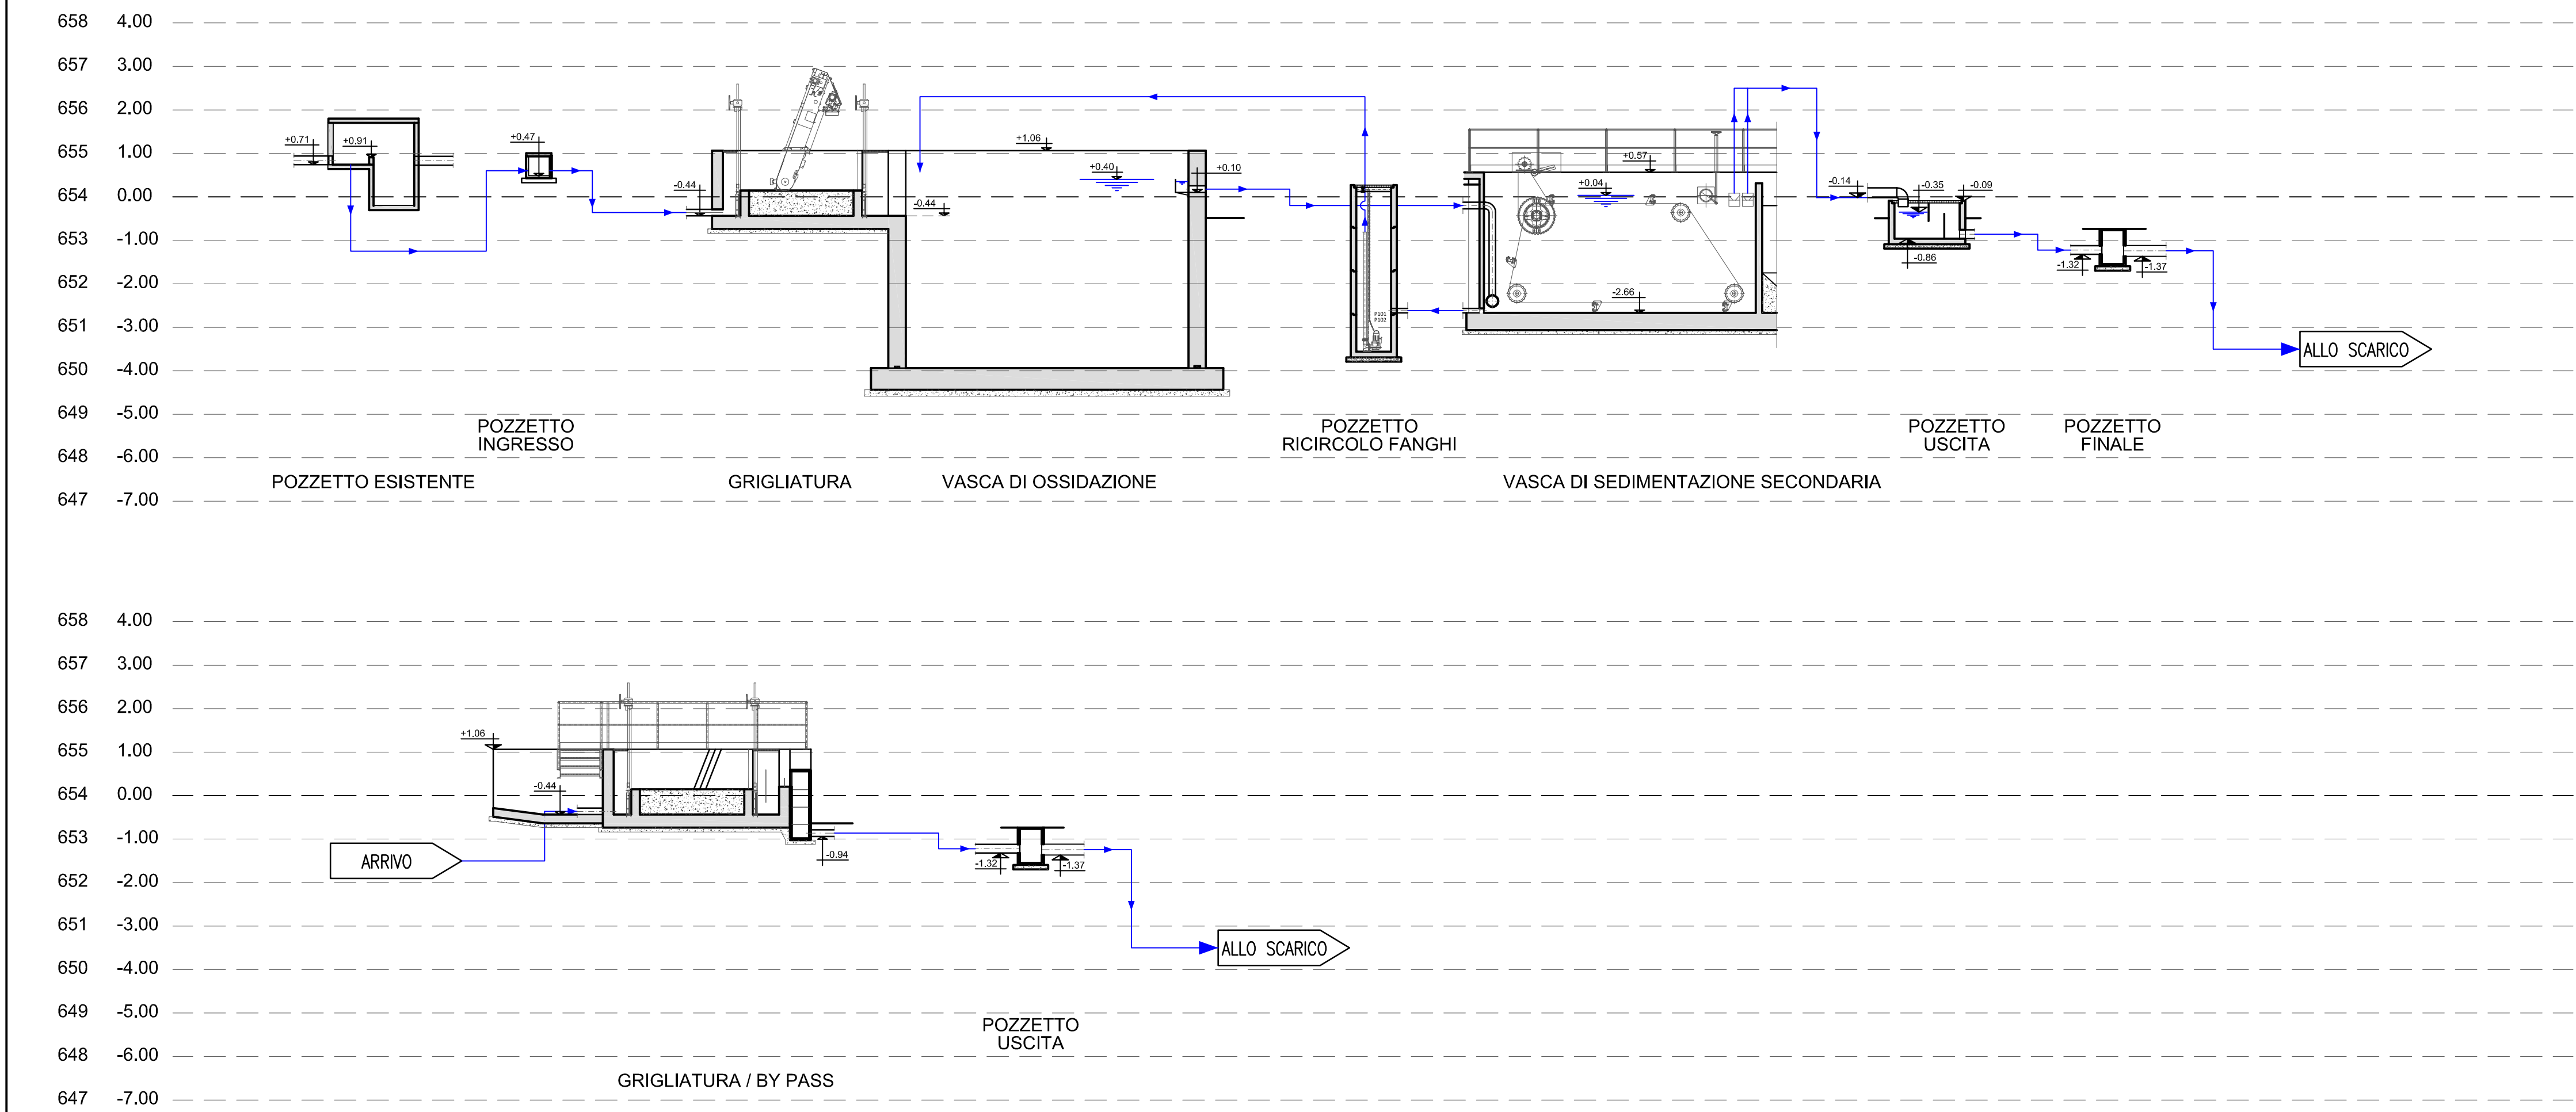 658 4.00
657 3.00
656 2.00
655 1.00
654 0.00
653 -1.00
652 -2.00
651 -3.00
650 -4.00
649 -5.00
648 -6.00
647 -7.00
+0.71
+0.91
+0.47
-0.44
-0.44
+1.06
+0.40
+0.10
P101
P102
+0.57
+0.04
-2.66
-0.14
-0.35
-0.09
-0.86
-1.32
-1.37
ALLO SCARICO
POZZETTO
INGRESSO
POZZETTO
RICIRCOLO FANGHI
POZZETTO
USCITA
POZZETTO
FINALE
POZZETTO ESISTENTE
GRIGLIATURA
VASCA DI OSSIDAZIONE
VASCA DI SEDIMENTAZIONE SECONDARIA
658 4.00
657 3.00
656 2.00
655 1.00
654 0.00
653 -1.00
652 -2.00
651 -3.00
650 -4.00
649 -5.00
648 -6.00
647 -7.00
+1.06
-0.44
ARRIVO
-0.94
-1.32
-1.37
ALLO SCARICO
POZZETTO
USCITA
GRIGLIATURA / BY PASS